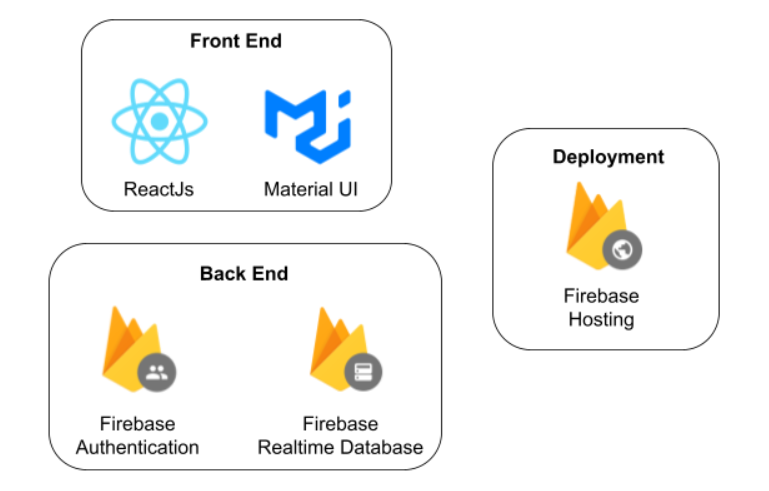 Front End
ReactJs
Material UI
Deployment
Firebase
Hosting
Back End
Firebase
Authentication
Firebase
Realtime Database